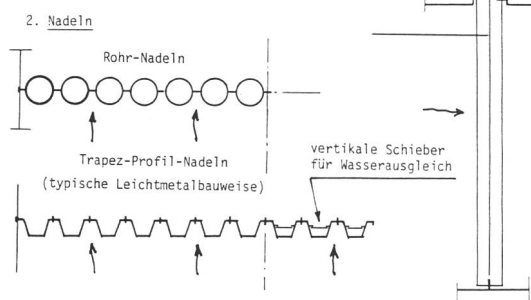 2. Nadeln
Rohr-Nadeln
Trapez-Profil-Nadeln
(typische Leichtmetalbauweise)
vertikale Schieber
für Wasserausgleich